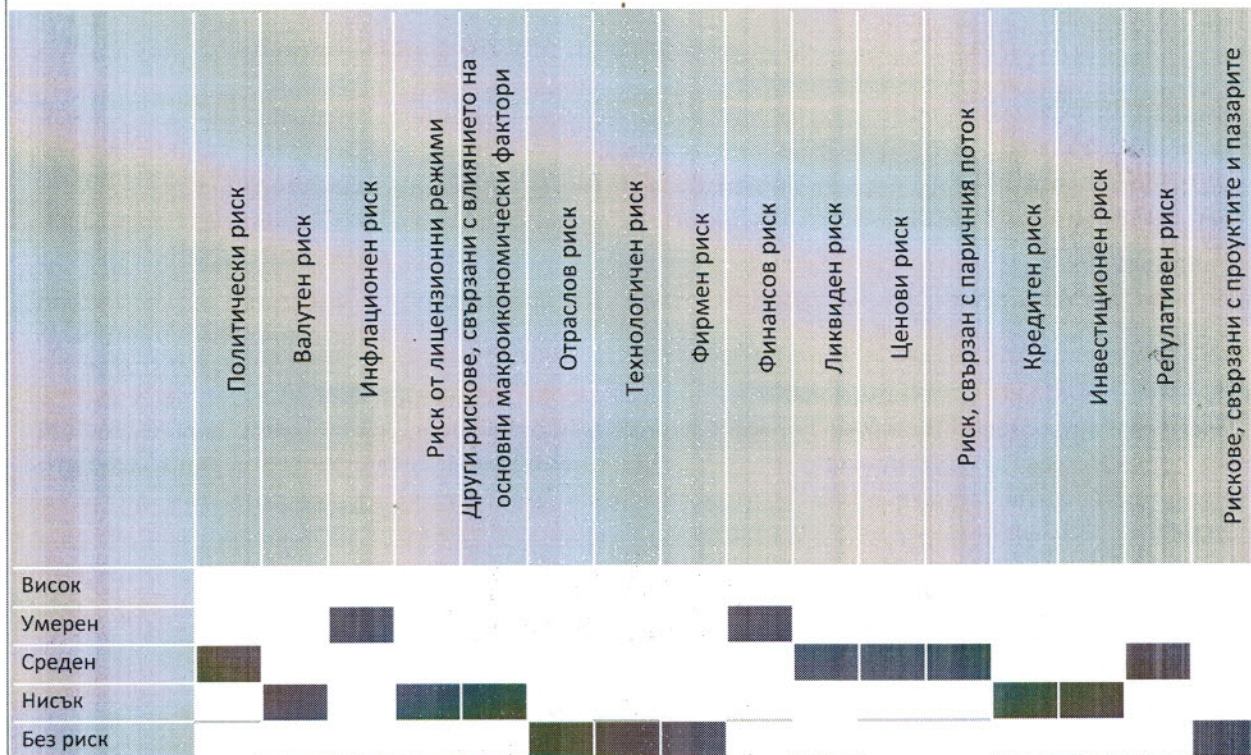 Политически риск
Валутен риск
Инфлационен риск
Риск от лицензионни режими
Други рискове, свързани с влиянието на
основни макроикономически фактори
Отраслов риск
Технологичен риск
Фирмен риск
Финансов риск
Ликвиден риск
Ценови риск
Риск, свързан с паричния поток
Кредитен риск
Инвестиционен риск
Регулативен риск
Рискове, свързани с проуктите и пазарите
Висок
Умерен
Среден
Нисък
Без риск